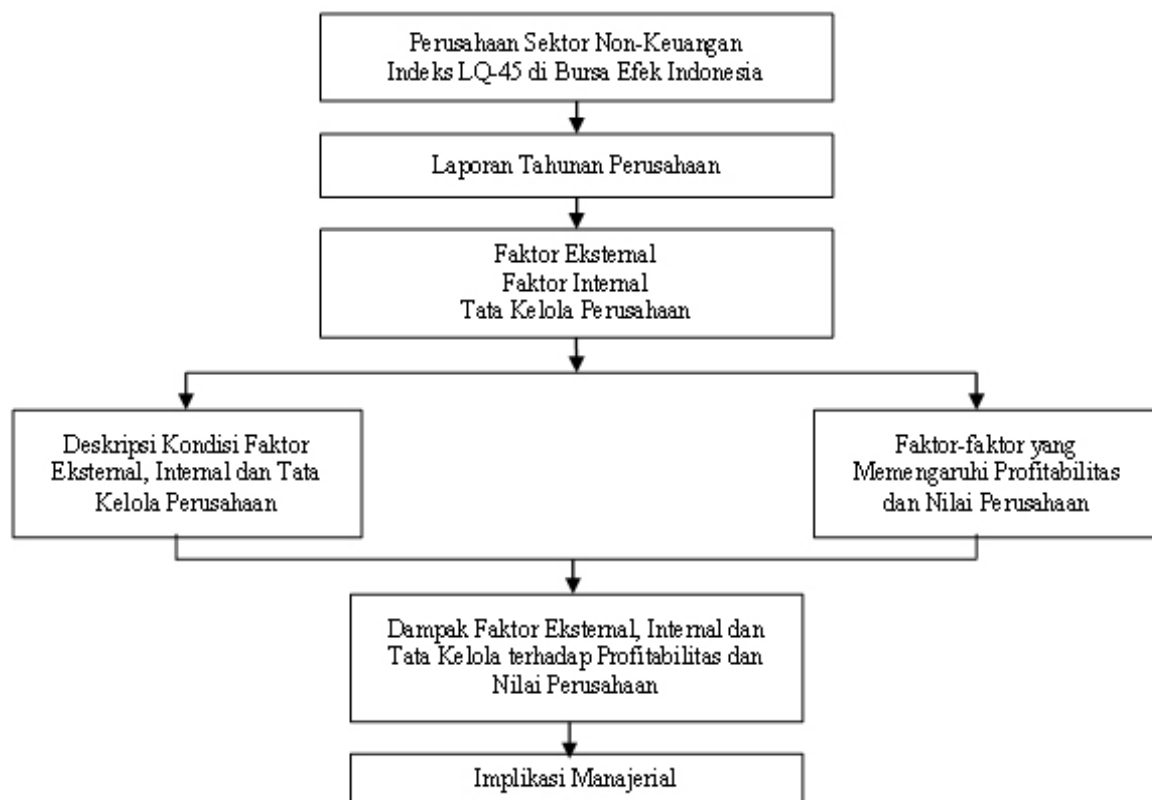 Perusahaan Sektor Non-Keuangan
Indeks LQ-45 di Bursa Efek Indonesia
Laporan Tahunan Perusahaan
Faktor Eksternal
Faktor Internal
Tata Kelola Perusahaan
Deskripsi Kondisi Faktor
Eksternal, Internal dan Tata
Kelola Perusahaan
Faktor-faktor yang
Memengaruhi Profitabilitas
dan Nilai Perusahaan
Dampak Faktor Eksternal, Internal dan
Tata Kelola terhadap Profitabilitas dan
Nilai Perusahaan
Implikasi Manajerial